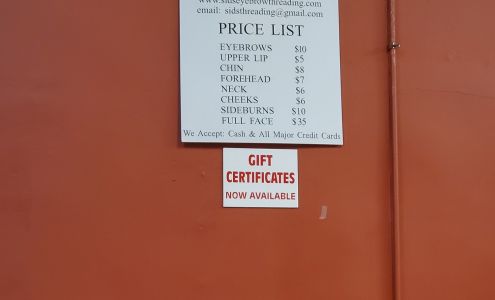 www.sidseyebrowthreading.com
email: sidsthreading@gmail.com
PRICE LIST
EYEBROWS $10
UPPER LIP $5
CHIN $8
FOREHEAD $7
NECK $6
CHEEKS $6
SIDEBURNS $10
FULL FACE $35
We Accept: Cash & All Major Credit Cards
GIFT
CERTIFICATES
NOW AVAILABLE